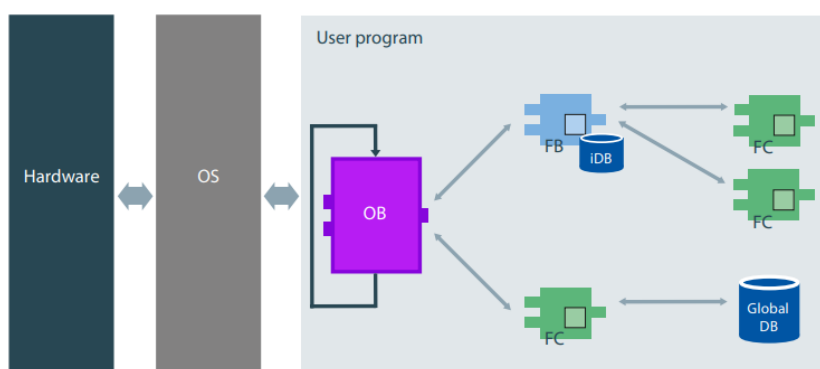 User program
Hardware
OS
OB
FB
iDB
FC
FC
FC
Global
DB